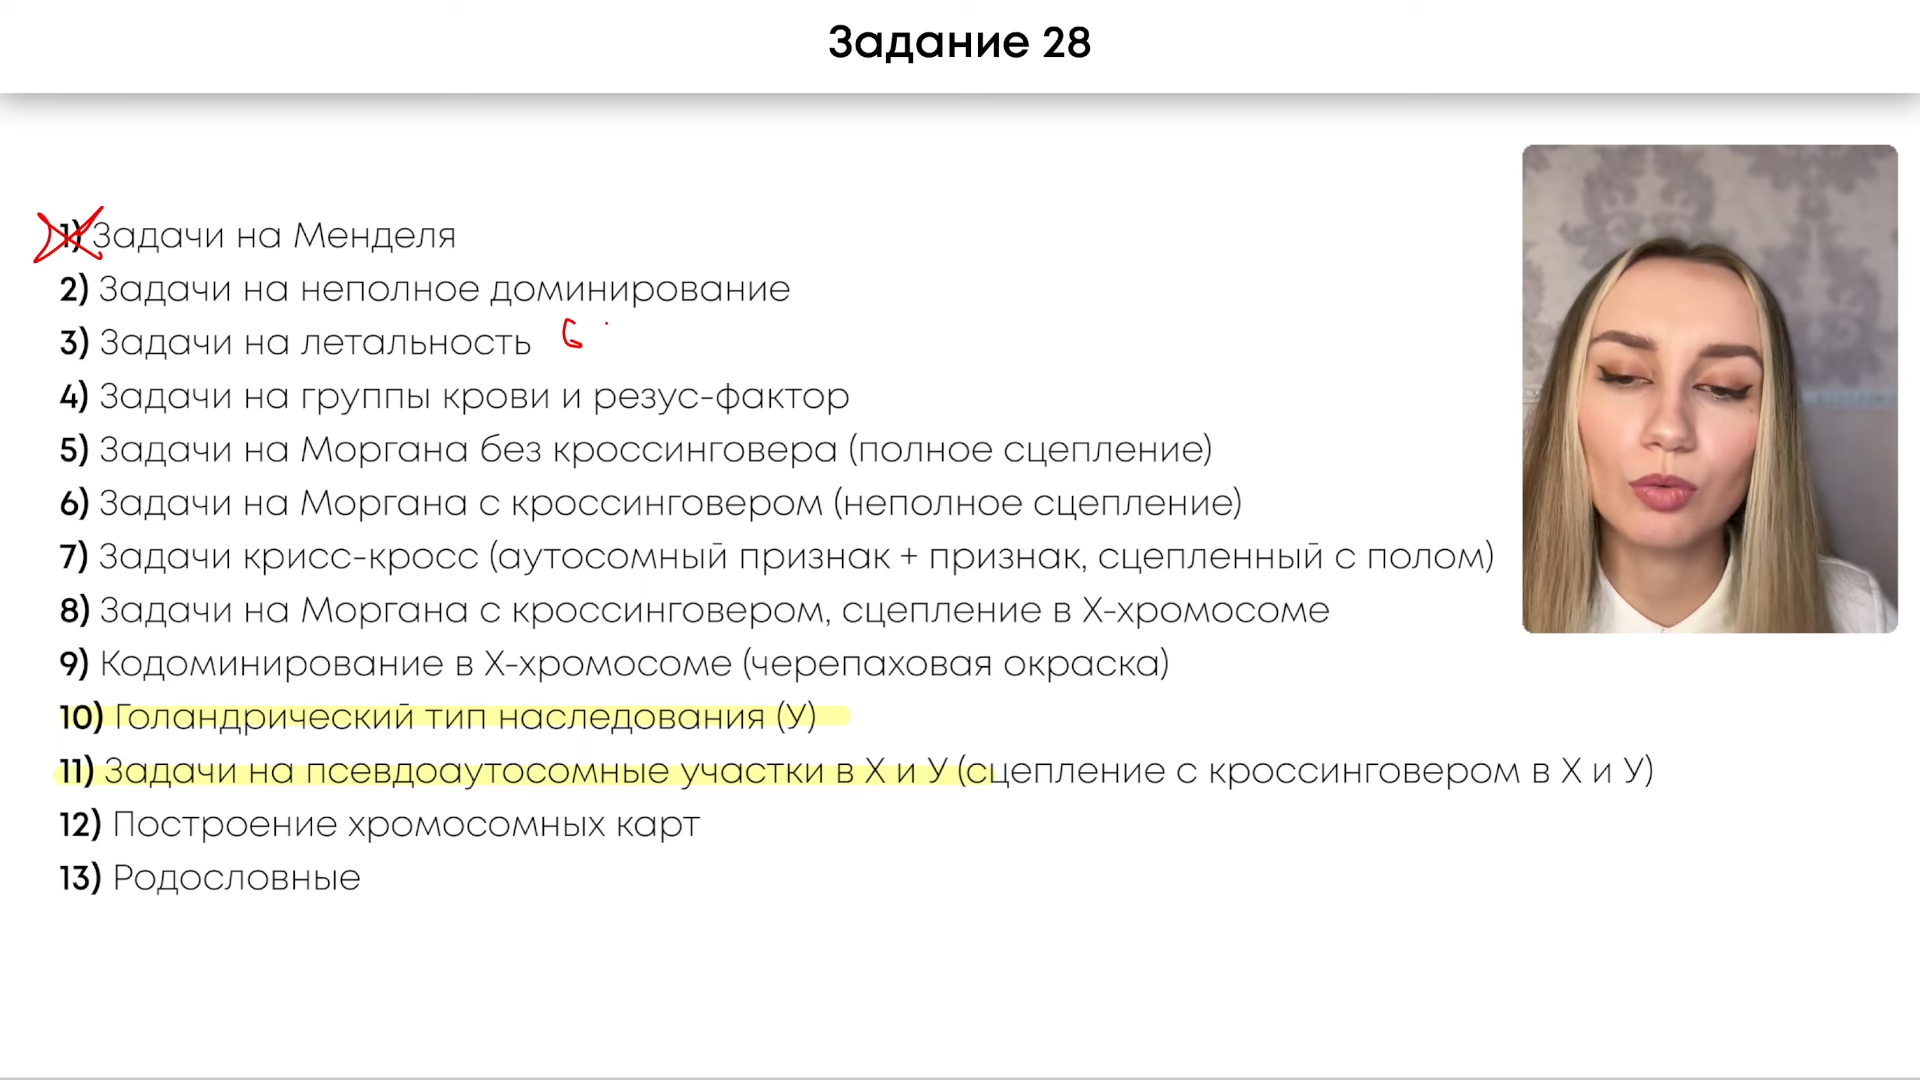 Задание 28
1) Задачи на Менделя
2) Задачи на неполное доминирование
3) Задачи на летальность
4) Задачи на группы крови и резус-фактор
5) Задачи на Моргана без кроссинговера (полное сцепление)
6) Задачи на Моргана с кроссинговером (неполное сцепление)
7) Задачи крисс-кросс (аутосомный признак + признак, сцепленный с полом)
8) Задачи на Моргана с кроссинговером, сцепление в Х-хромосоме
9) Кодоминирование в Х-хромосоме (черепаховая окраска)
10) Голандрический тип наследования (У)
11) Задачи на псевдоаутосомные участки в Х и У (сцепление с кроссинговером в Х и У)
12) Построение хромосомных карт
13) Родословные